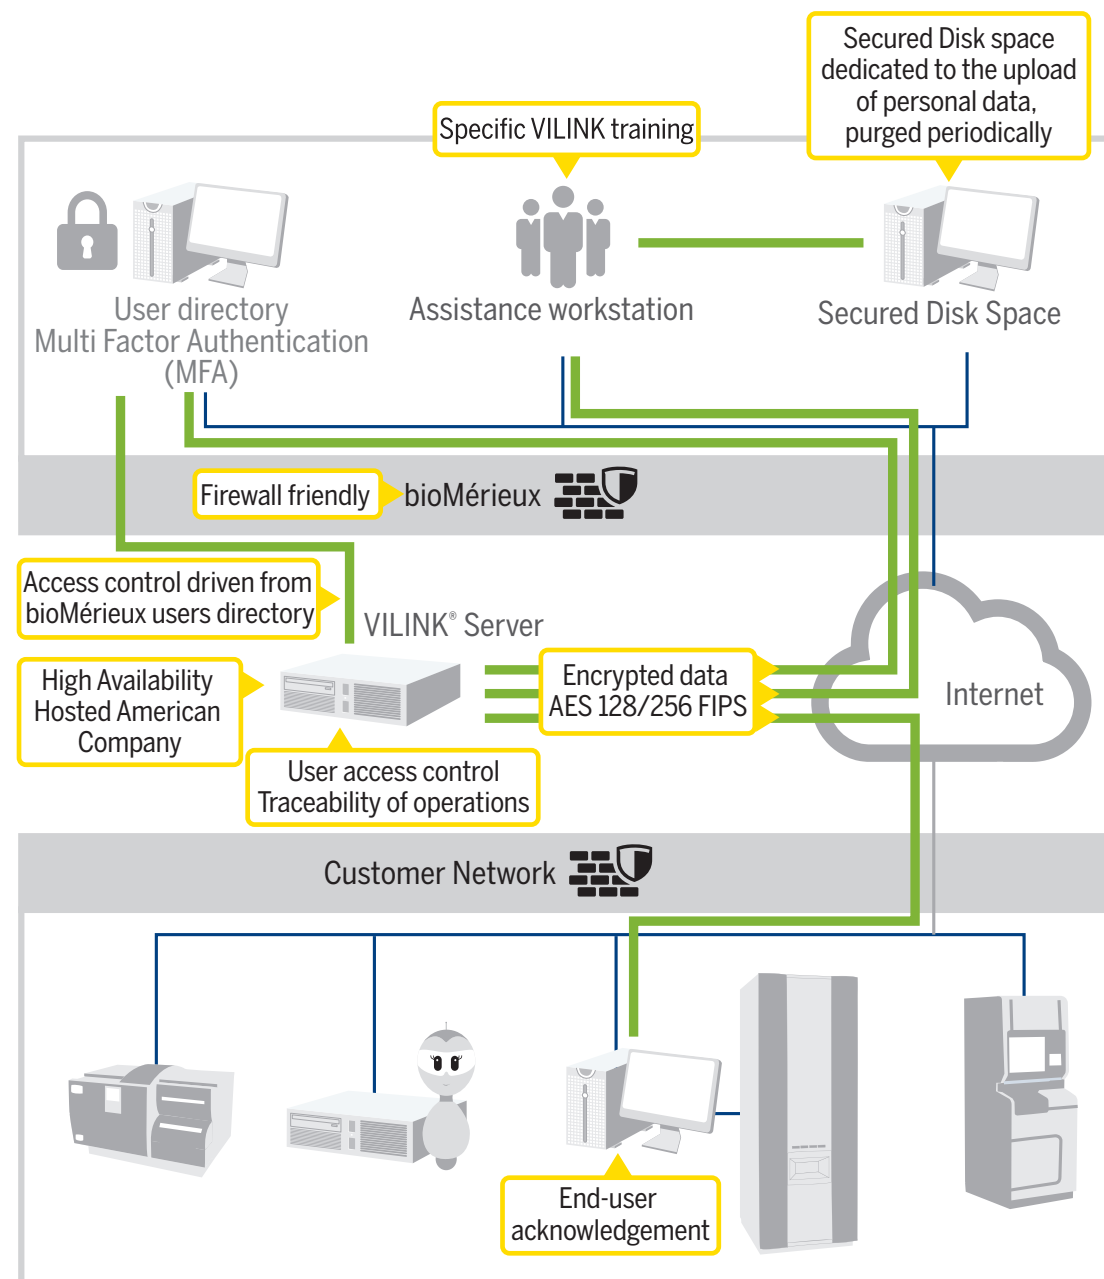 Secured Disk space
dedicated to the upload
of personal data,
purged periodically
Specific VILINK training
User directory
Multi Factor Authentication
(MFA)
Assistance workstation
Secured Disk Space
Firewall friendly
bioMérieux
Access control driven from
bioMérieux users directory
VILINK® Server
High Availability
Hosted American
Company
Encrypted data
AES 128/256 FIPS
Internet
User access control
Traceability of operations
Customer Network
End-user
acknowledgement